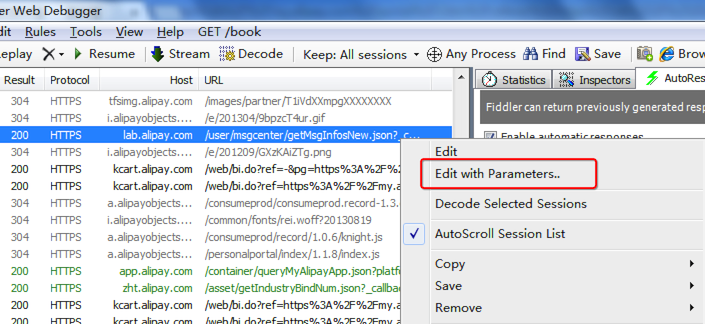 er Web Debugger
dit Rules Tools View Help GET /book
eplay Resume Stream Decode Keep: All sessions Any Process Find Save Brows
Result Protocol Host URL
Statistics Inspectors AutoRes
304 HTTPS tfsimg.alipay.com /images/partner/T1iVdXXmpgXXXXXXXX
Fiddler can return previously generated resp
304 HTTPS i.alipayobjects.... /e/201304/9bpzcT4ur.gif
200 HTTPS lab.alipay.com /user/msgcenter/getMsgInfosNew.json?_c...
Enable automatic responses
304 HTTPS i.alipayobjects.... /e/201209/GXzKAiZTg.png
Edit
200 HTTPS kcart.alipay.com /web/bi.do?ref=-&pg=https%3A%2F%2
Edit with Parameters..
200 HTTPS kcart.alipay.com /web/bi.do?ref=https%3A%2F%2Fmy.a
304 HTTPS a.alipayobjects.... /consumeprod/consumeprod.record-1.3.
Decode Selected Sessions
304 HTTPS i.alipayobjects.... /common/fonts/rei.woff?20130819
304 HTTPS a.alipayobjects.... /consumeprod/record/1.0.6/knight.js
AutoScroll Session List
304 HTTPS a.alipayobjects.... /personalportal/index/1.1.8/index.js
200 HTTPS app.alipay.com /container/queryMyAlipayApp.json?platfo
Copy
200 HTTPS zht.alipay.com /asset/getIndustryBindNum.json?_callba
Save
200 HTTPS kcart.alipay.com /web/bi.do?ref=https%3A%2F%2Fmy.a
Remove
200 HTTPS kcart.alipay.com /web/bi.do?ref=https%3A%2F%2Fmy.a